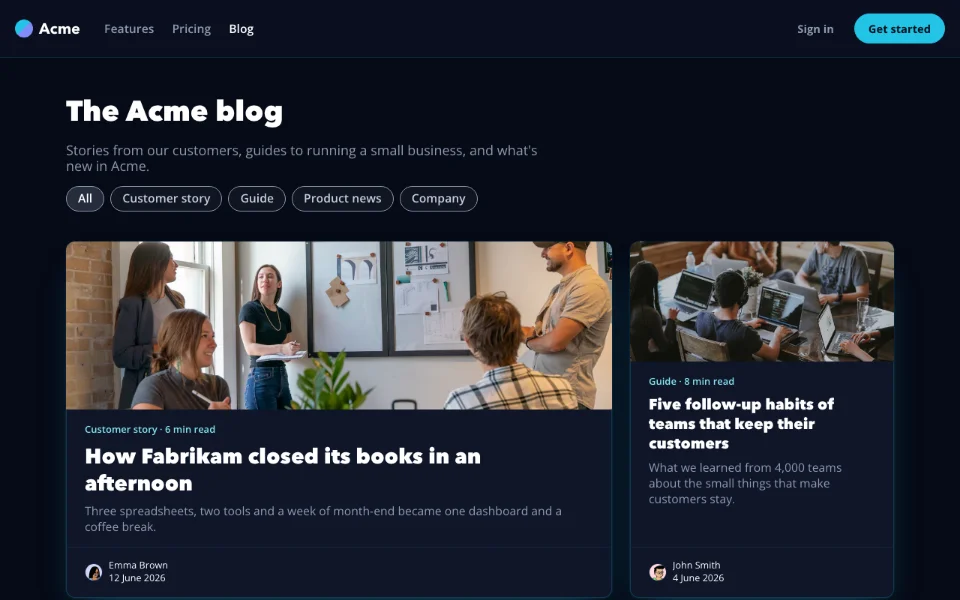 Acme
Features
Pricing
Blog
Sign in
Get started
The Acme blog
Stories from our customers, guides to running a small business, and what's
new in Acme.
All
Customer story
Guide
Product news
Company
Customer story · 6 min read
How Fabrikam closed its books in an
afternoon
Three spreadsheets, two tools and a week of month-end became one dashboard and a
coffee break.
Emma Brown
12 June 2026
Guide · 8 min read
Five follow-up habits of
teams that keep their
customers
What we learned from 4,000 teams
about the small things that make
customers stay.
John Smith
4 June 2026